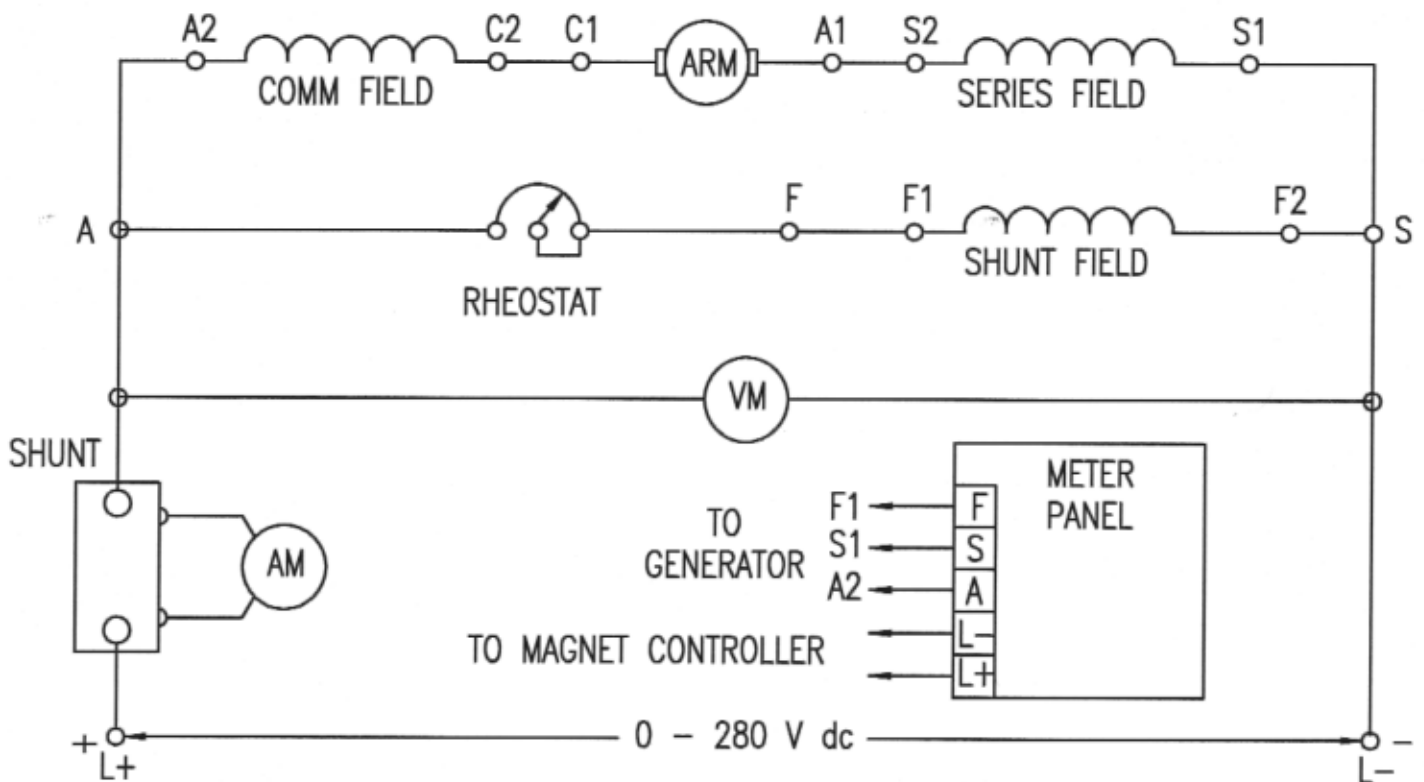 A2 C2 C1 ARM A1 S2 S1
COMM FIELD SERIES FIELD
A F F1 F2 S
RHEOSTAT SHUNT FIELD
VM
SHUNT
AM
METER
PANEL
TO
GENERATOR
F1 F
S1 S
A2 A
TO MAGNET CONTROLLER
L-
L+
+ 0 - 280 V dc -
L+ L-